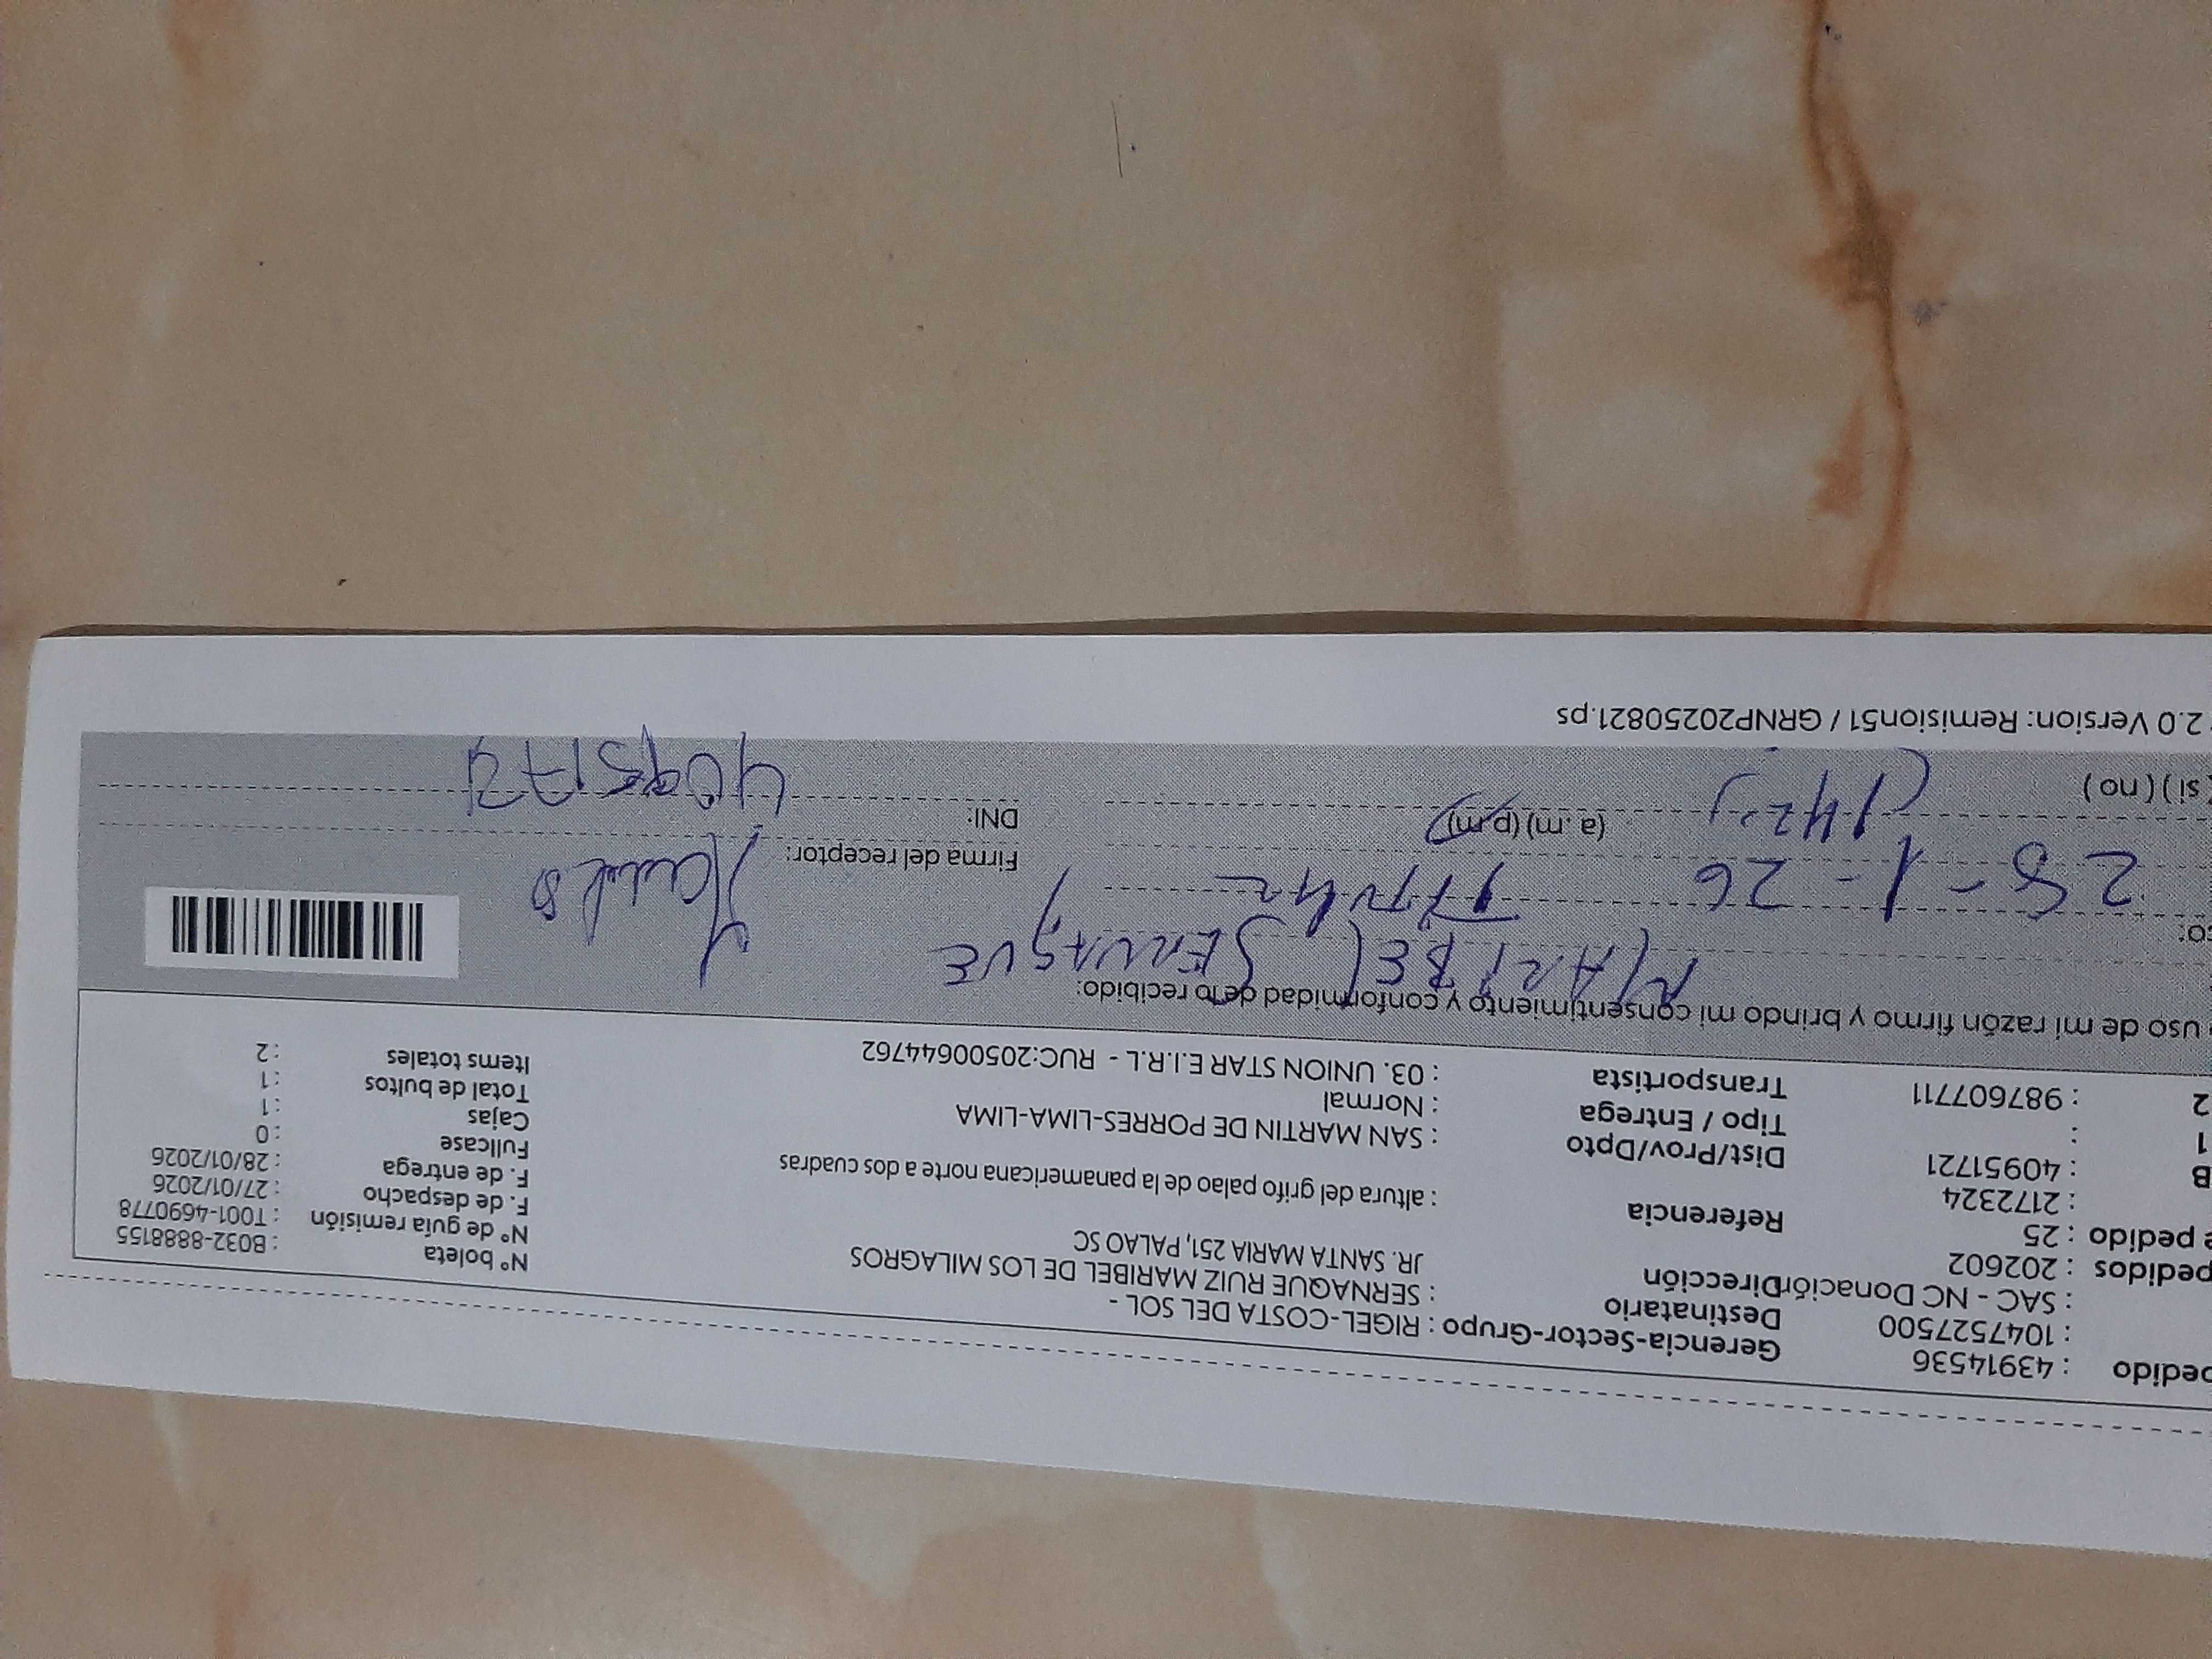 pedido : 43914536 Gerencia-Sector-Grupo : RIGEL-COSTA DEL SOL -
: 1047527500 Destinatario : SERNAQUE RUIZ MARIBEL DE LOS MILAGROS
: SAC - NC Donación Dirección JR. SANTA MARIA 251, PALAO SC
pedidos : 202602
e pedido : 25 Referencia : altura del grifo palao de la panamericana norte a dos cuadras
: 2172324
B : 40951721 Dist/Prov/Dpto : SAN MARTIN DE PORRES-LIMA-LIMA
1 : Tipo / Entrega : Normal
2 : 987607711 Transportista : 03. UNION STAR E.I.R.L - RUC:20500644762
Nº boleta : B032-8888155
Nº de guía remisión : T001-4690778
F. de despacho : 27/01/2026
F. de entrega : 28/01/2026
Fullcase : 0
Cajas : 1
Total de bultos : 1
Items totales : 2
uso de mi razón firmo y brindo mi consentimiento y conformidad de lo recibido:
MARIBEL SERNAQUE
co:
28-1-26
Firma del receptor:
(a.m) (p.m)
DNI:
si ) ( no )
2.0 Version: Remision51 / GRNP20250821.ps